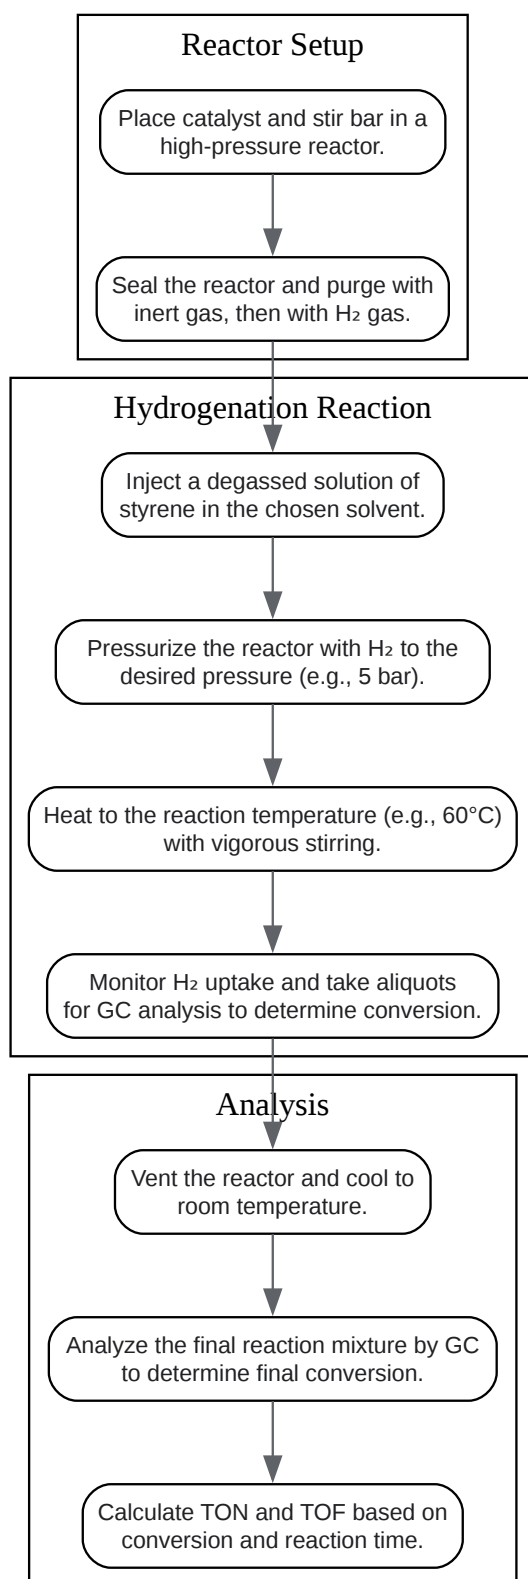 Reactor Setup
Place catalyst and stir bar in a
high-pressure reactor.
Seal the reactor and purge with
inert gas, then with H₂ gas.
Hydrogenation Reaction
Inject a degassed solution of
styrene in the chosen solvent.
Pressurize the reactor with H₂ to the
desired pressure (e.g., 5 bar).
Heat to the reaction temperature (e.g., 60°C)
with vigorous stirring.
Monitor H₂ uptake and take aliquots
for GC analysis to determine conversion.
Analysis
Vent the reactor and cool to
room temperature.
Analyze the final reaction mixture by GC
to determine final conversion.
Calculate TON and TOF based on
conversion and reaction time.